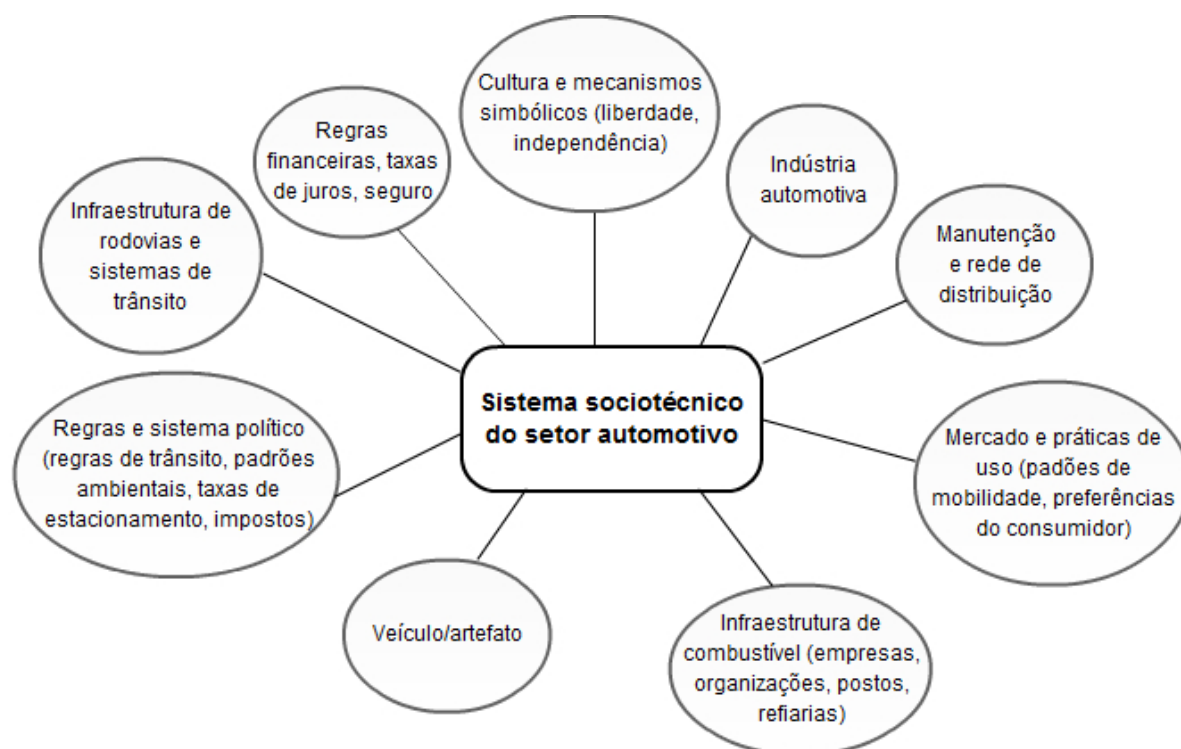 Cultura e mecanismos
simbólicos (liberdade,
independência)
Regras
financeiras, taxas
de juros, seguro
Indústria
automotiva
Infraestrutura de
rodovias e
sistemas de
trânsito
Manutenção
e rede de
distribuição
Sistema sociotécnico
do setor automotivo
Regras e sistema político
(regras de trânsito, padrões
ambientais, taxas de
estacionamento, impostos)
Mercado e práticas de
uso (padões de
mobilidade, preferências
do consumidor)
Veículo/artefato
Infraestrutura de
combustível (empresas,
organizações, postos,
refiarias)